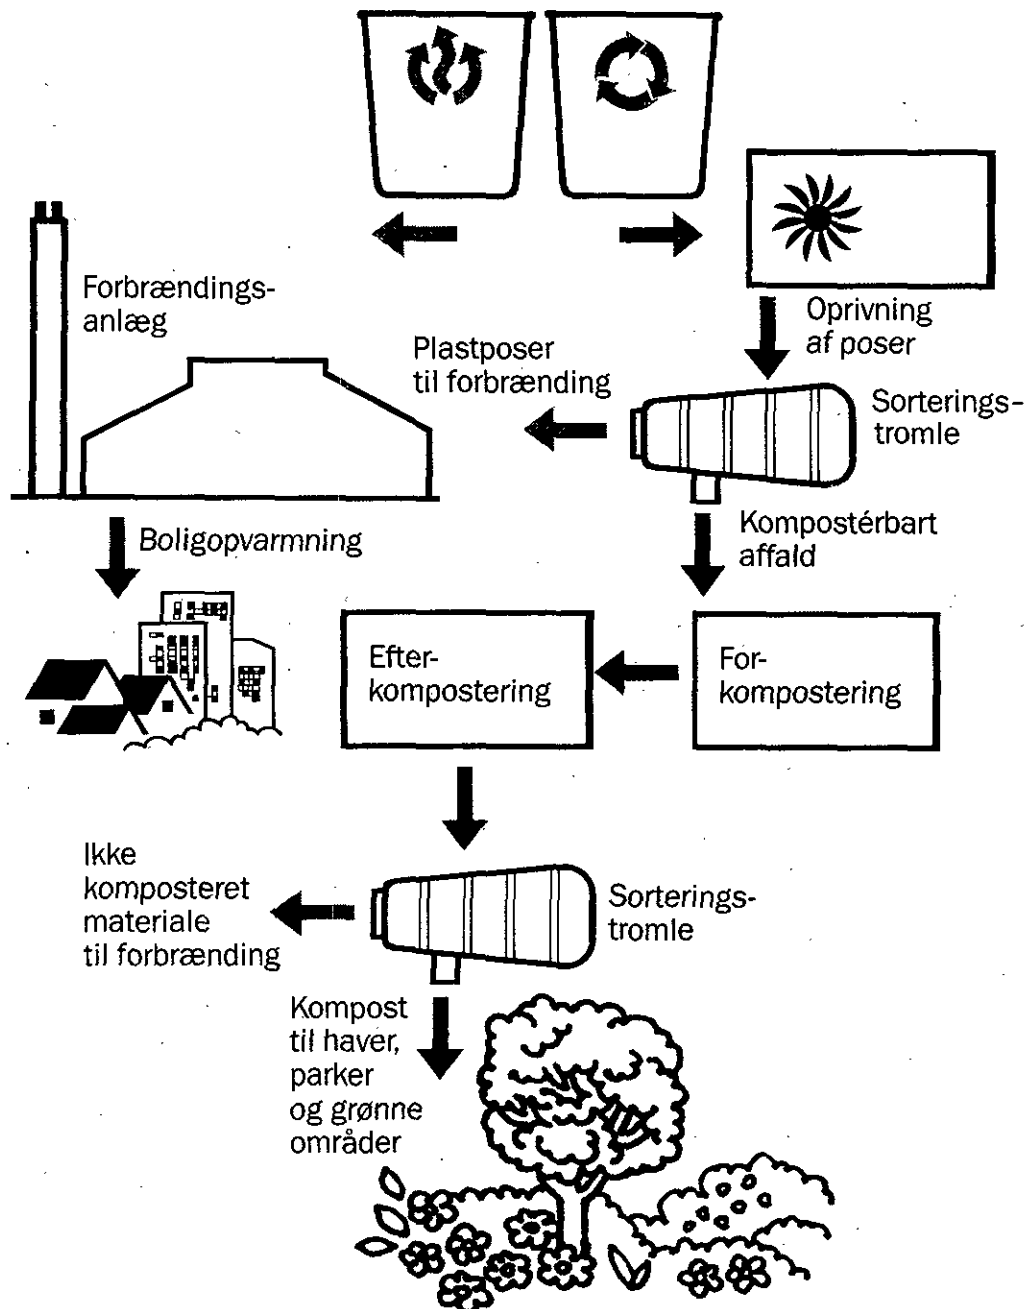 Forbrændings-
anlæg
Oprivning
af poser
Plastposer
til forbrænding
Sorterings-
tromle
Kompostérbart
affald
Boligopvarmning
Efter-
kompostering
For-
kompostering
Ikke
komposteret
materiale
til forbrænding
Sorterings-
tromle
Kompost
til haver,
parker
og grønne
områder